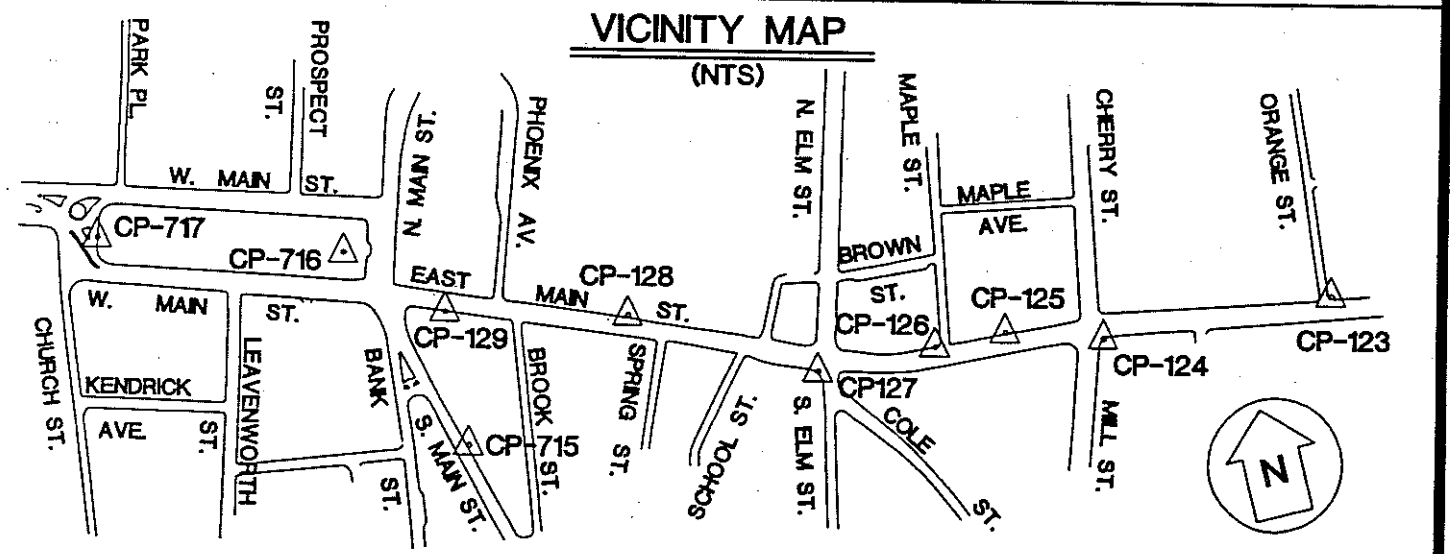 VICINITY MAP
(NTS)
PARK PL.
PROSPECT
ST.
N. MAIN ST.
PHOENIX AV.
N. ELM ST.
MAPLE ST.
CHERRY ST.
ORANGE ST.
W. MAIN ST.
MAPLE
AVE.
CP-717
CP-716
EAST MAIN ST.
CP-128
BROWN
ST.
CP-125
CP-126
CP-129
CP-123
CP-124
CP127
W. MAIN ST.
CHURCH ST.
KENDRICK
AVE.
LEAVENWORTH
ST.
BANK
ST.
S. MAIN ST.
CP-715
BROOK
ST.
SPRING ST.
SCHOOL ST.
S. ELM ST.
COLE
ST.
MILL ST.
N